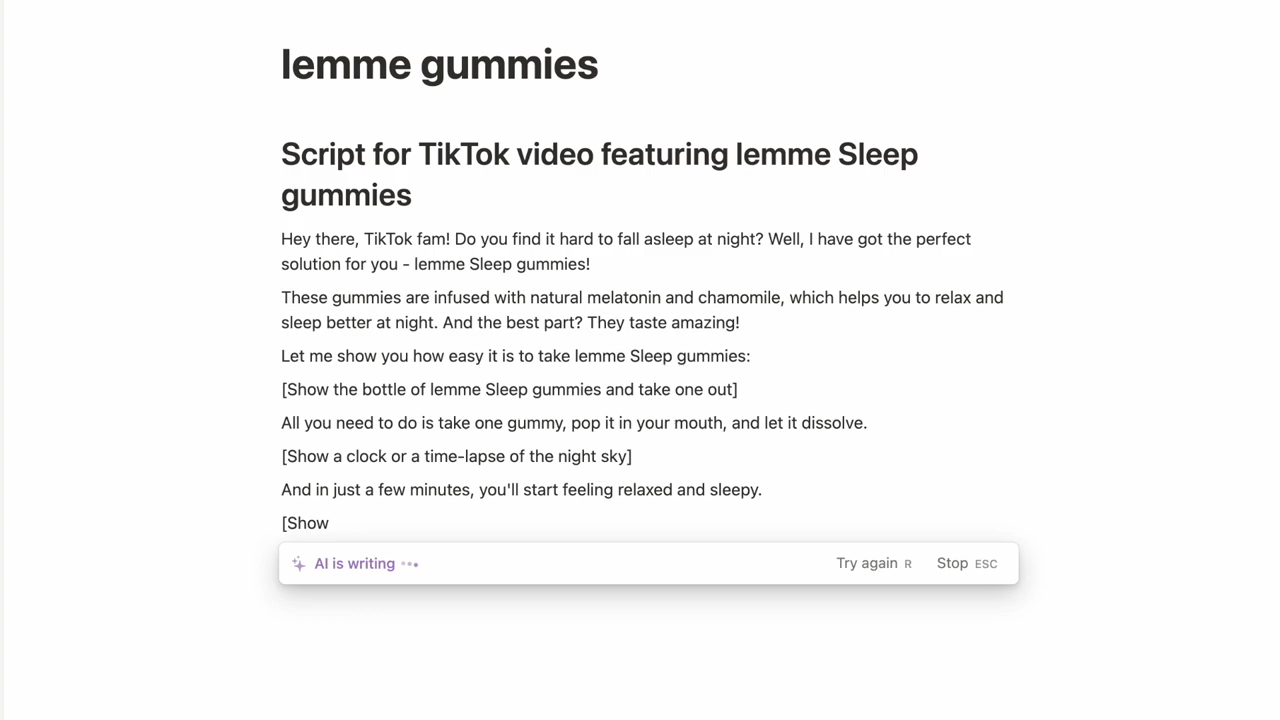 lemme gummies
Script for TikTok video featuring lemme Sleep
gummies
Hey there, TikTok fam! Do you find it hard to fall asleep at night? Well, I have got the perfect
solution for you - lemme Sleep gummies!
These gummies are infused with natural melatonin and chamomile, which helps you to relax and
sleep better at night. And the best part? They taste amazing!
Let me show you how easy it is to take lemme Sleep gummies:
[Show the bottle of lemme Sleep gummies and take one out]
All you need to do is take one gummy, pop it in your mouth, and let it dissolve.
[Show a clock or a time-lapse of the night sky]
And in just a few minutes, you'll start feeling relaxed and sleepy.
[Show
AI is writing ••• Try again R Stop ESC